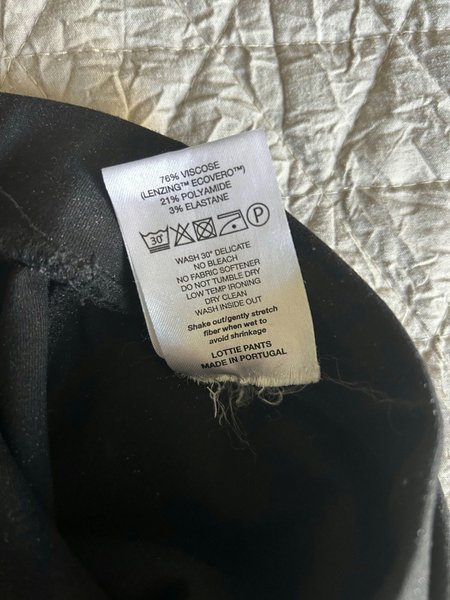 76% VISCOSE
(LENZING™ ECOVERO™)
21% POLYAMIDE
3% ELASTANE
30° P
WASH 30° DELICATE
NO BLEACH
NO FABRIC SOFTENER
DO NOT TUMBLE DRY
LOW TEMP IRONING
DRY CLEAN
WASH INSIDE OUT
Shake out/gently stretch
fiber when wet to
avoid shrinkage
LOTTIE PANTS
MADE IN PORTUGAL